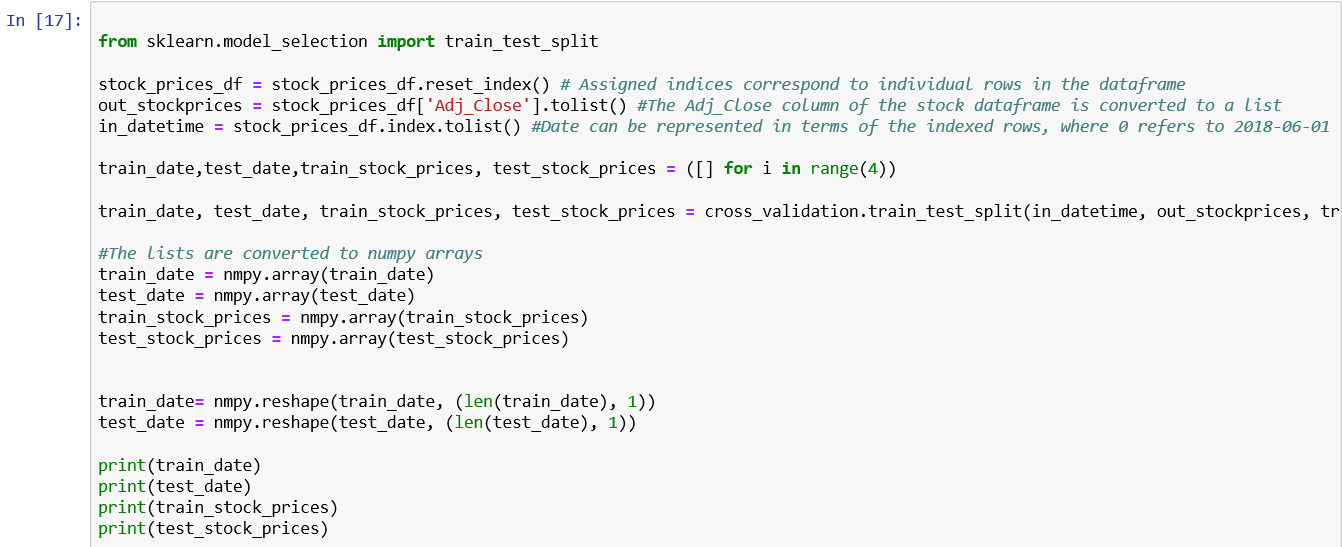 In [17]:
from sklearn.model_selection import train_test_split
stock_prices_df = stock_prices_df.reset_index() # Assigned indices correspond to individual rows in the dataframe
out_stockprices = stock_prices_df['Adj_Close'].tolist() #The Adj_Close column of the stock dataframe is converted to a list
in_datetime = stock_prices_df.index.tolist() #Date can be represented in terms of the indexed rows, where 0 refers to 2018-06-01
train_date,test_date,train_stock_prices, test_stock_prices = ([] for i in range(4))
train_date, test_date, train_stock_prices, test_stock_prices = cross_validation.train_test_split(in_datetime, out_stockprices, tr
#The lists are converted to numpy arrays
train_date = nmpy.array(train_date)
test_date = nmpy.array(test_date)
train_stock_prices = nmpy.array(train_stock_prices)
test_stock_prices = nmpy.array(test_stock_prices)
train_date= nmpy.reshape(train_date, (len(train_date), 1))
test_date = nmpy.reshape(test_date, (len(test_date), 1))
print(train_date)
print(test_date)
print(train_stock_prices)
print(test_stock_prices)